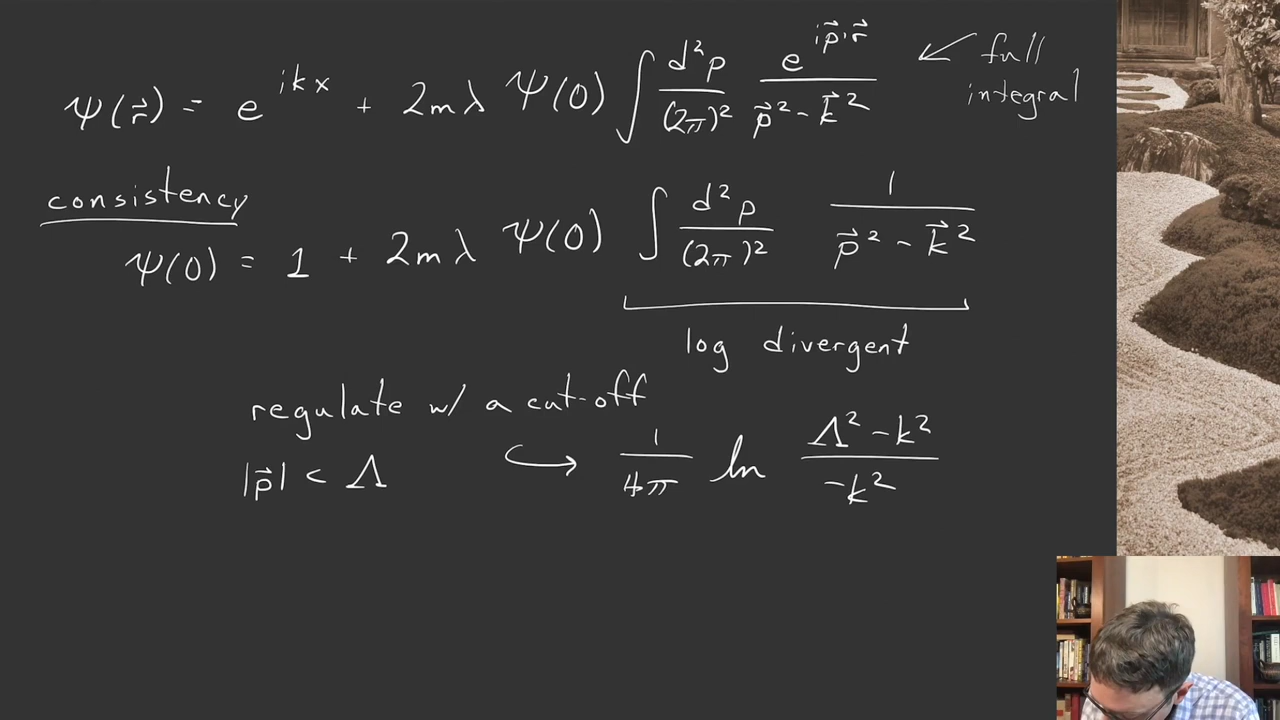 ψ(r⃗) = e^{ikx} + 2mλ ψ(0) ∫ d²p/(2π)² e^{ip⃗·r⃗}/(p⃗² - k⃗²) ↙ full integral
consistency
ψ(0) = 1 + 2mλ ψ(0) ∫ d²p/(2π)² 1/(p⃗² - k⃗²)
log divergent
regulate w/ a cut-off
|p⃗| < Λ ↪ 1/4π ln (Λ² - k²)/(-k²)